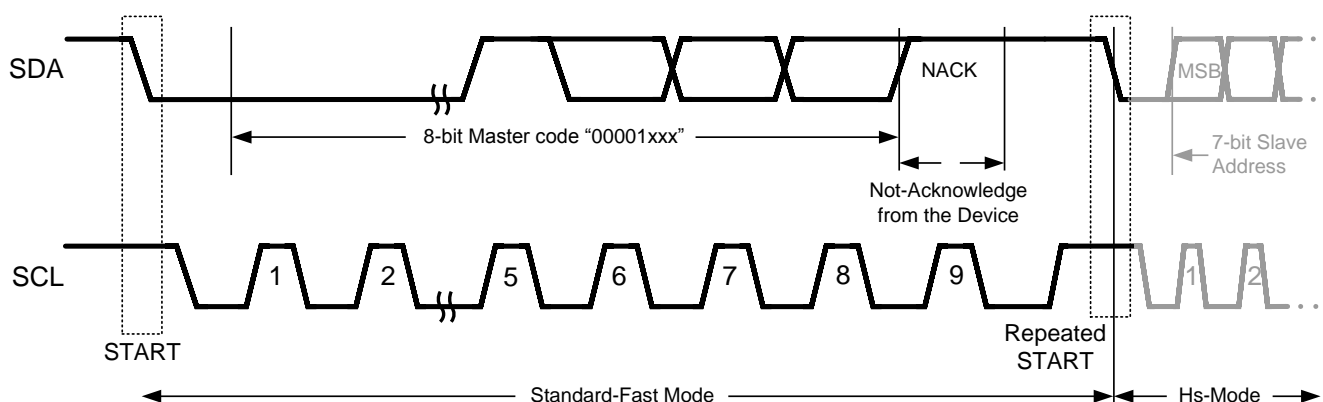 SDA
NACK
MSB
8-bit Master code “00001xxx”
7-bit Slave
Address
Not-Acknowledge
from the Device
SCL
1
2
5
6
7
8
9
1
2
START
Repeated
START
Standard-Fast Mode
Hs-Mode